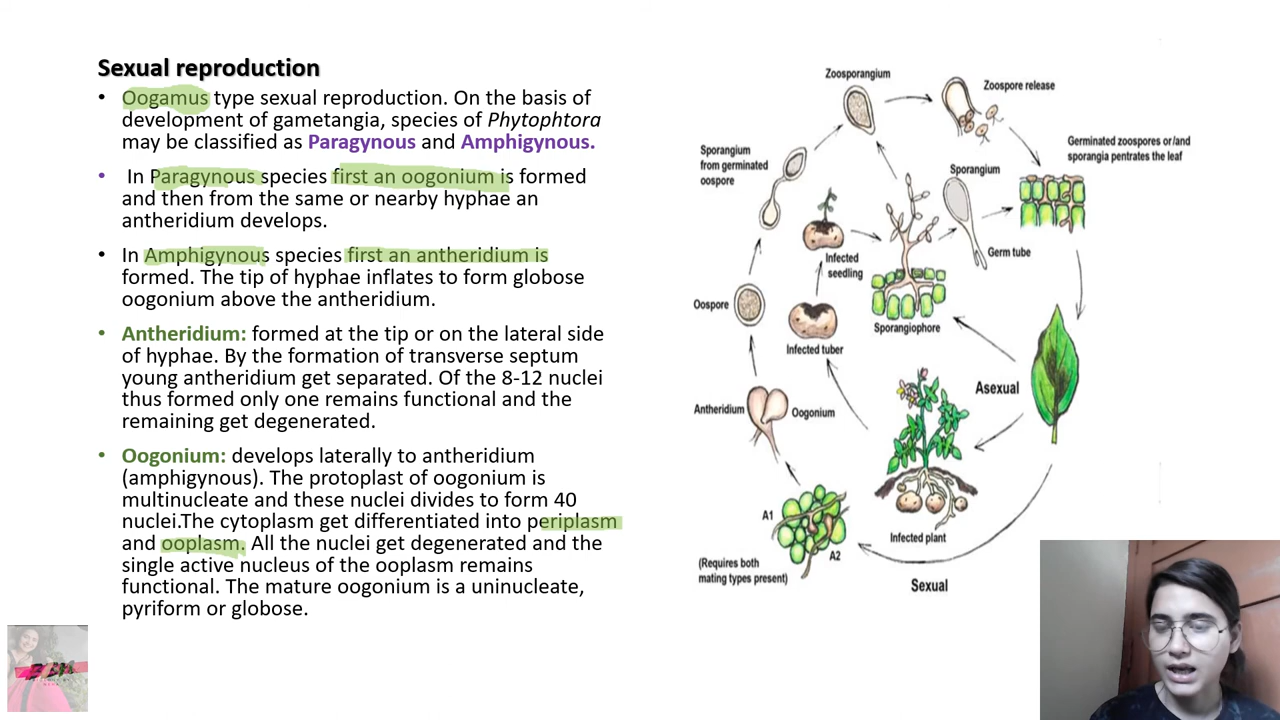 Sexual reproduction
• Oogamus type sexual reproduction. On the basis of
development of gametangia, species of Phytophtora
may be classified as Paragynous and Amphigynous.
• In Paragynous species first an oogonium is formed
and then from the same or nearby hyphae an
antheridium develops.
• In Amphigynous species first an antheridium is
formed. The tip of hyphae inflates to form globose
oogonium above the antheridium.
• Antheridium: formed at the tip or on the lateral side
of hyphae. By the formation of transverse septum
young antheridium get separated. Of the 8-12 nuclei
thus formed only one remains functional and the
remaining get degenerated.
• Oogonium: develops laterally to antheridium
(amphigynous). The protoplast of oogonium is
multinucleate and these nuclei divides to form 40
nuclei.The cytoplasm get differentiated into periplasm
and ooplasm. All the nuclei get degenerated and the
single active nucleus of the ooplasm remains
functional. The mature oogonium is a uninucleate,
pyriform or globose.
Zoosporangium
Zoospore release
Germinated zoospores or/and
sporangia pentrates the leaf
Sporangium
from germinated
oospore
Sporangium
Germ tube
Infected
seedling
Oospore
Sporangiophore
Infected tuber
Asexual
Antheridium
Oogonium
A1
A2
Infected plant
(Requires both
mating types present)
Sexual